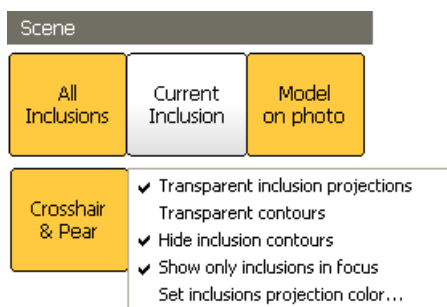 Scene
All
Inclusions
Current
Inclusion
Model
on photo
Crosshair
& Pear
✔ Transparent inclusion projections
Transparent contours
✔ Hide inclusion contours
✔ Show only inclusions in focus
Set inclusions projection color...